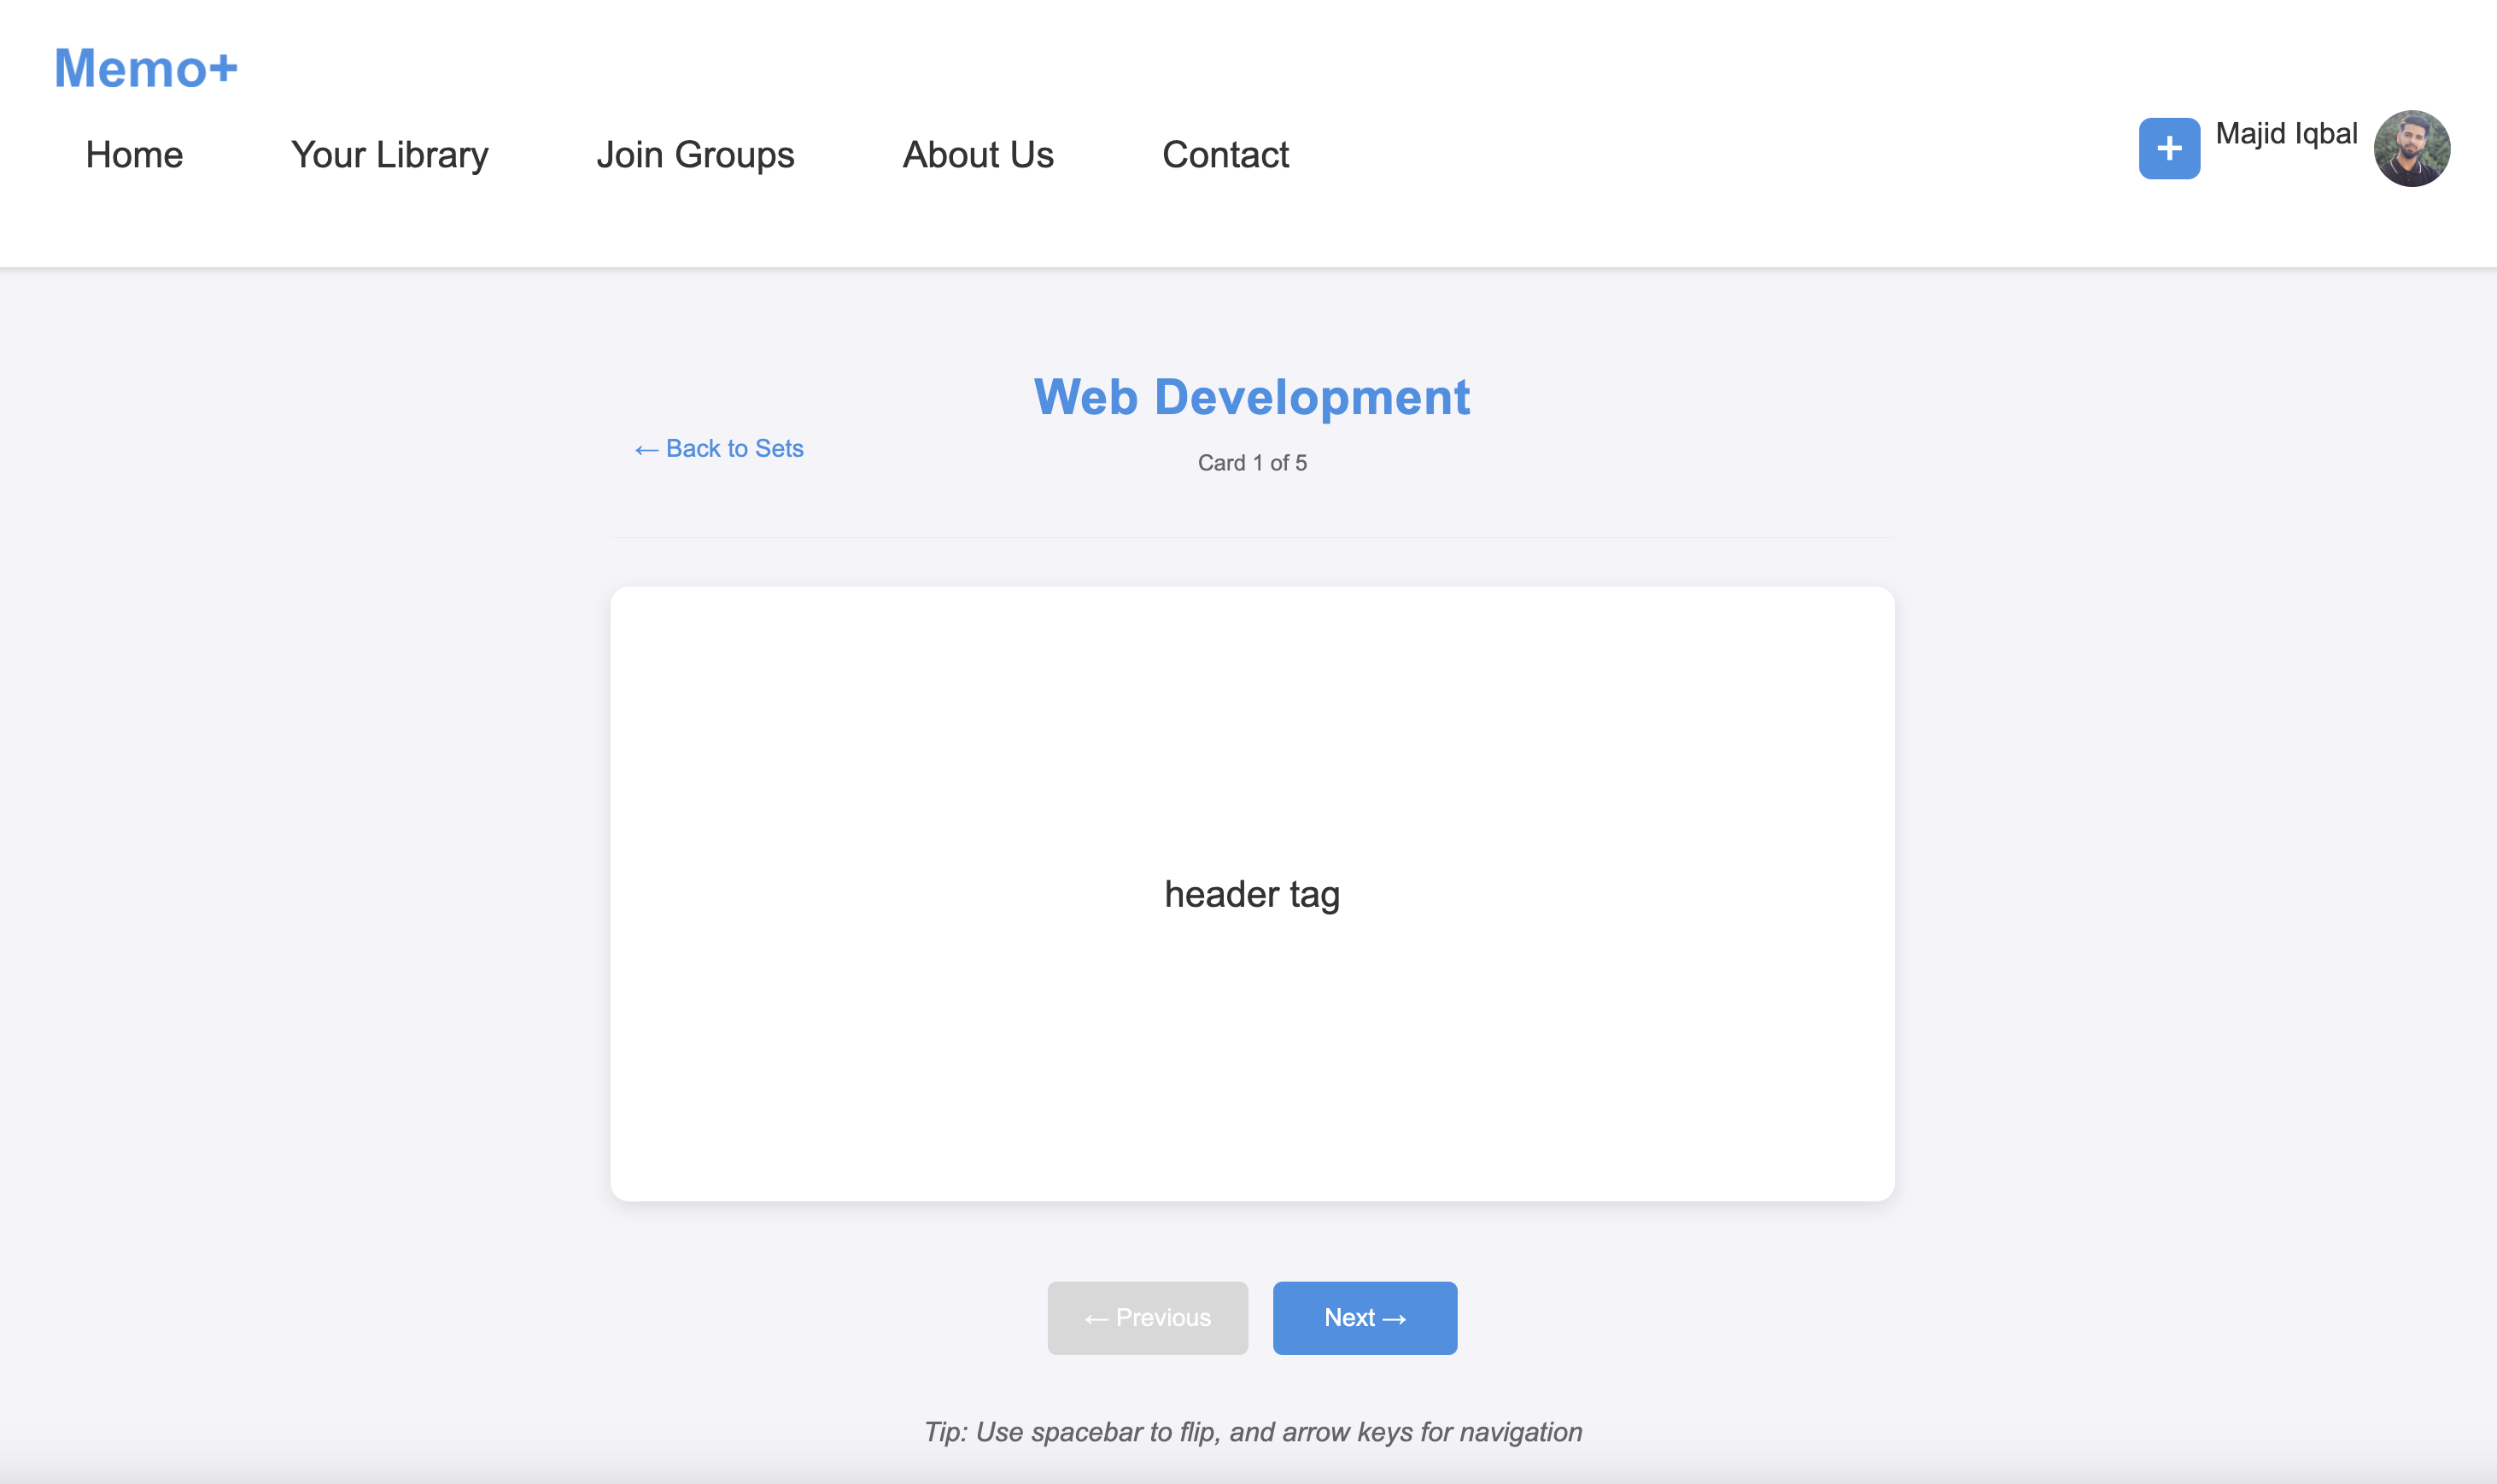 Memo+
Home Your Library Join Groups About Us Contact + Majid Iqbal
Web Development
← Back to Sets
Card 1 of 5
header tag
← Previous Next →
Tip: Use spacebar to flip, and arrow keys for navigation